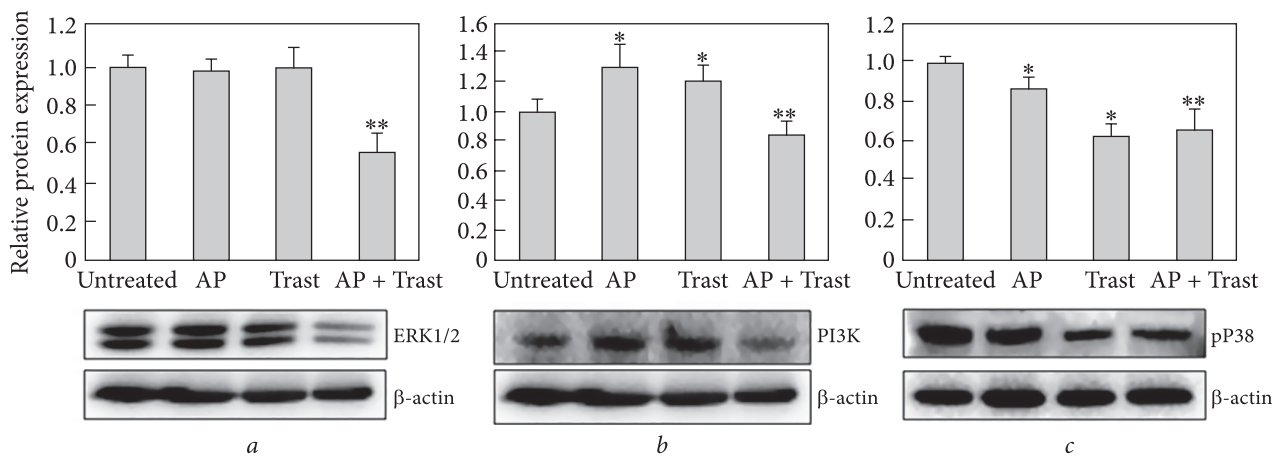 Relative protein expression
1.2
1.0
0.8
0.6
0.4
0.2
0
**
Untreated AP Trast AP + Trast
ERK1/2
β-actin
a
1.6
1.4
1.2
1.0
0.8
0.6
0.4
0.2
0
*
*
**
Untreated AP Trast AP + Trast
PI3K
β-actin
b
1.2
1.0
0.8
0.6
0.4
0.2
0
*
*
**
Untreated AP Trast AP + Trast
pP38
β-actin
c